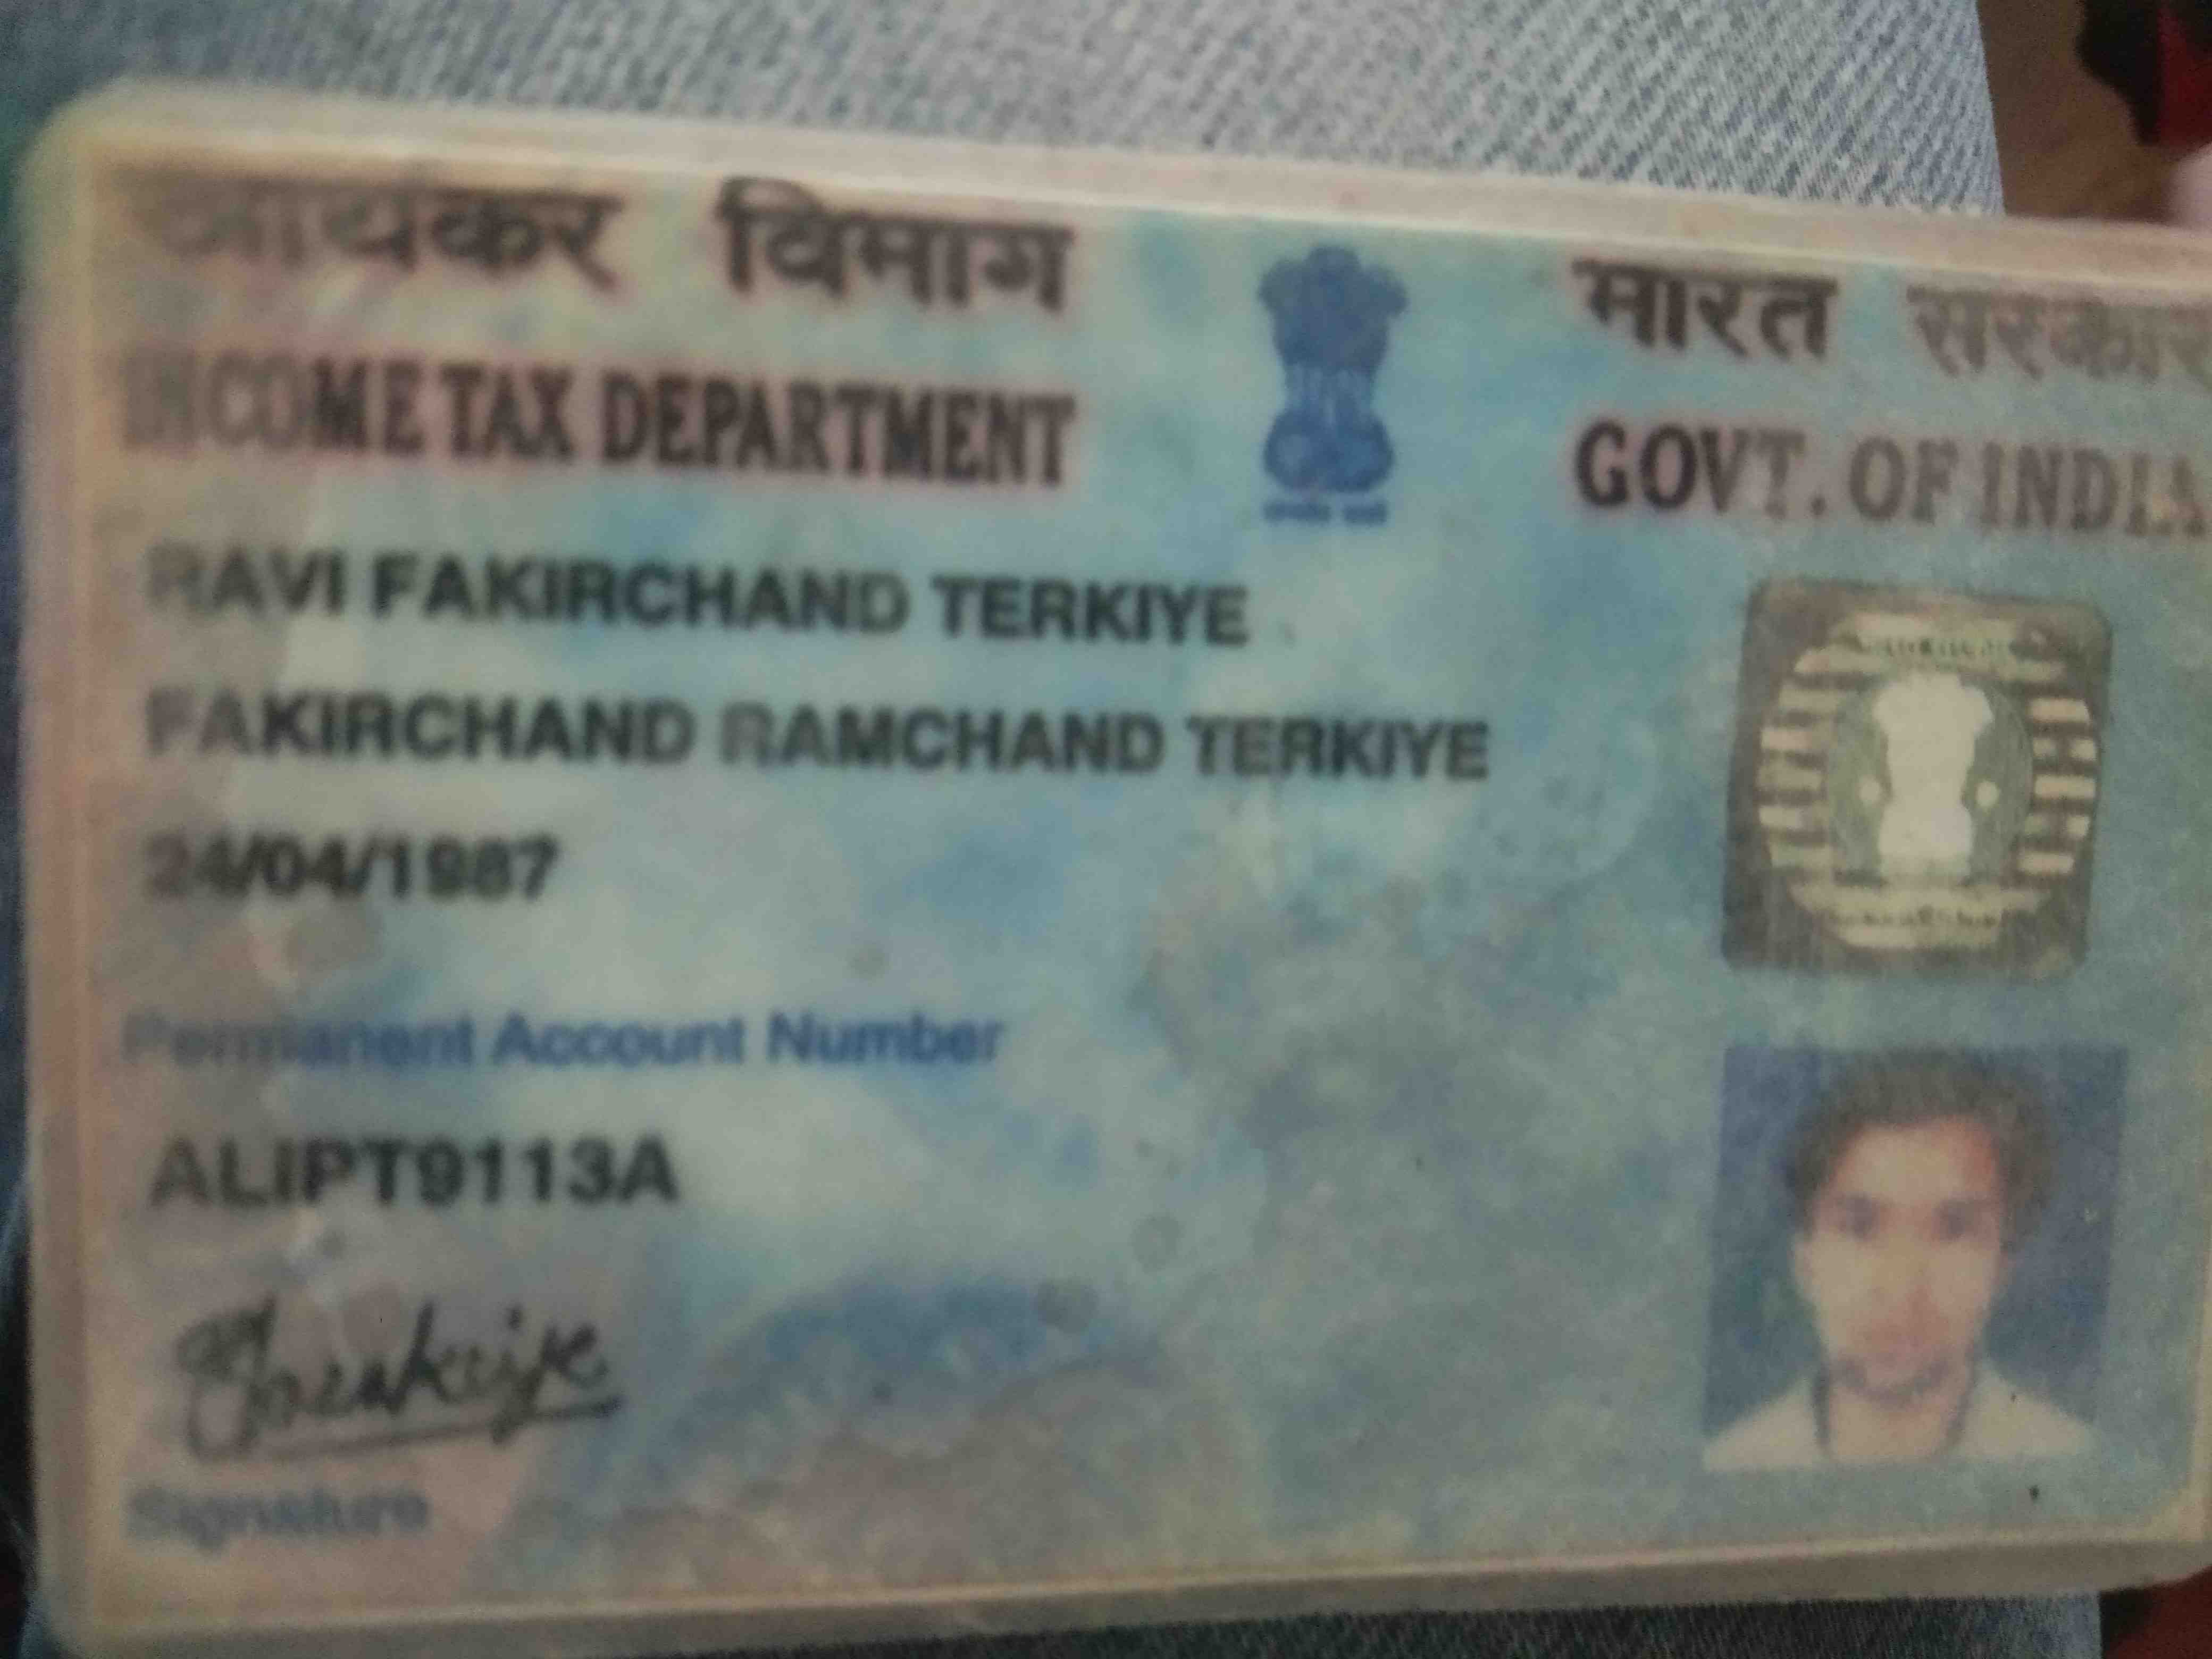 आयकर विभाग
INCOME TAX DEPARTMENT
भारत सरकार
GOVT. OF INDIA
RAVI FAKIRCHAND TERKIYE
FAKIRCHAND RAMCHAND TERKIYE
24/04/1987
Permanent Account Number
ALIPT9113A
Signature